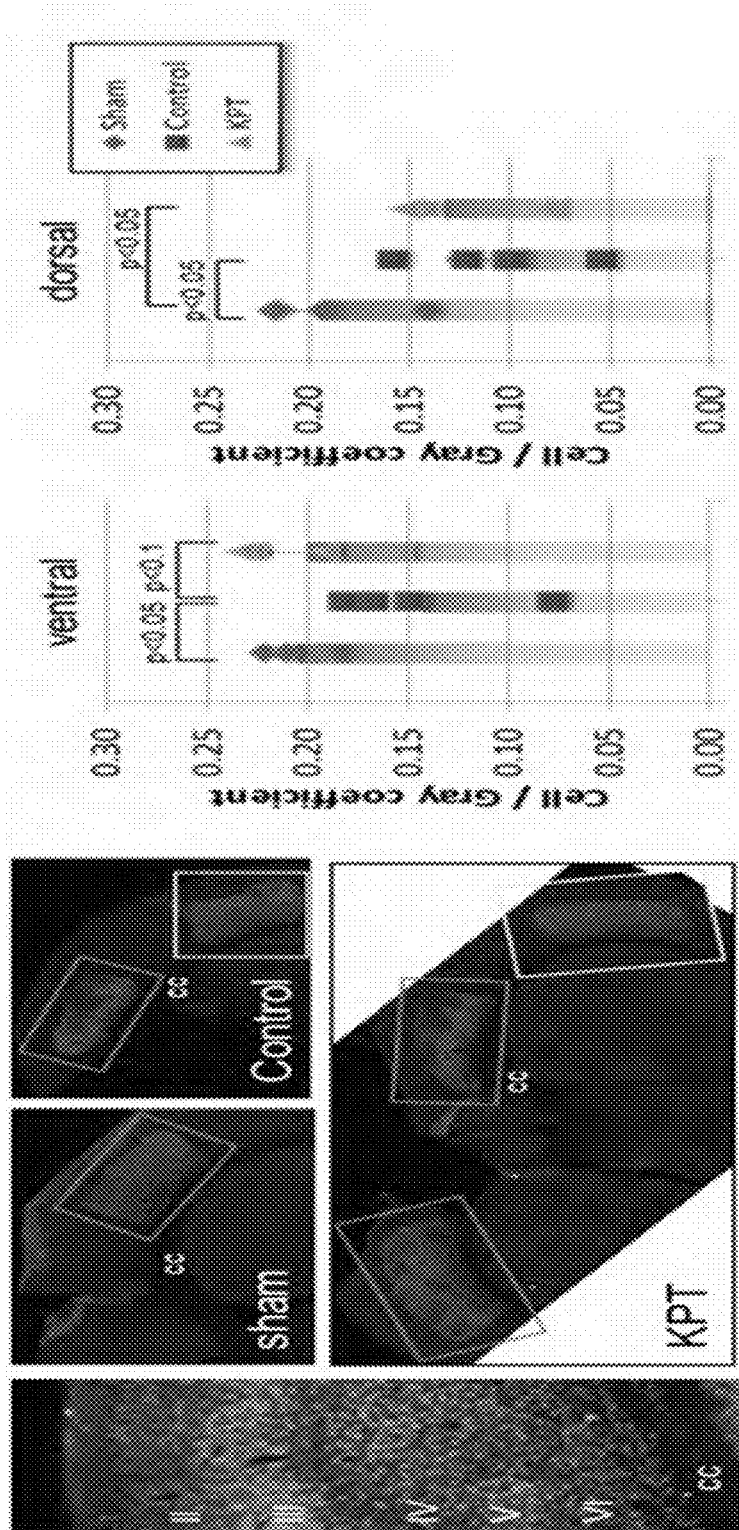 II
III
IV
V
VI
cc
sham
cc
Control
cc
KPT
cc
ventral
Cell / Gray coefficient
0.30
0.25
0.20
0.15
0.10
0.05
0.00
p<0.05
p<0.1
dorsal
Cell / Gray coefficient
0.30
0.25
0.20
0.15
0.10
0.05
0.00
p<0.05
p<0.05
Sham
Control
KPT